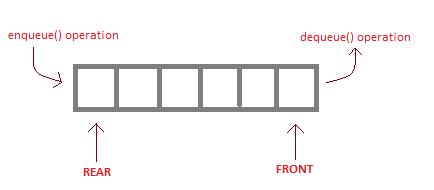 enqueue() operation
dequeue() operation
REAR
FRONT